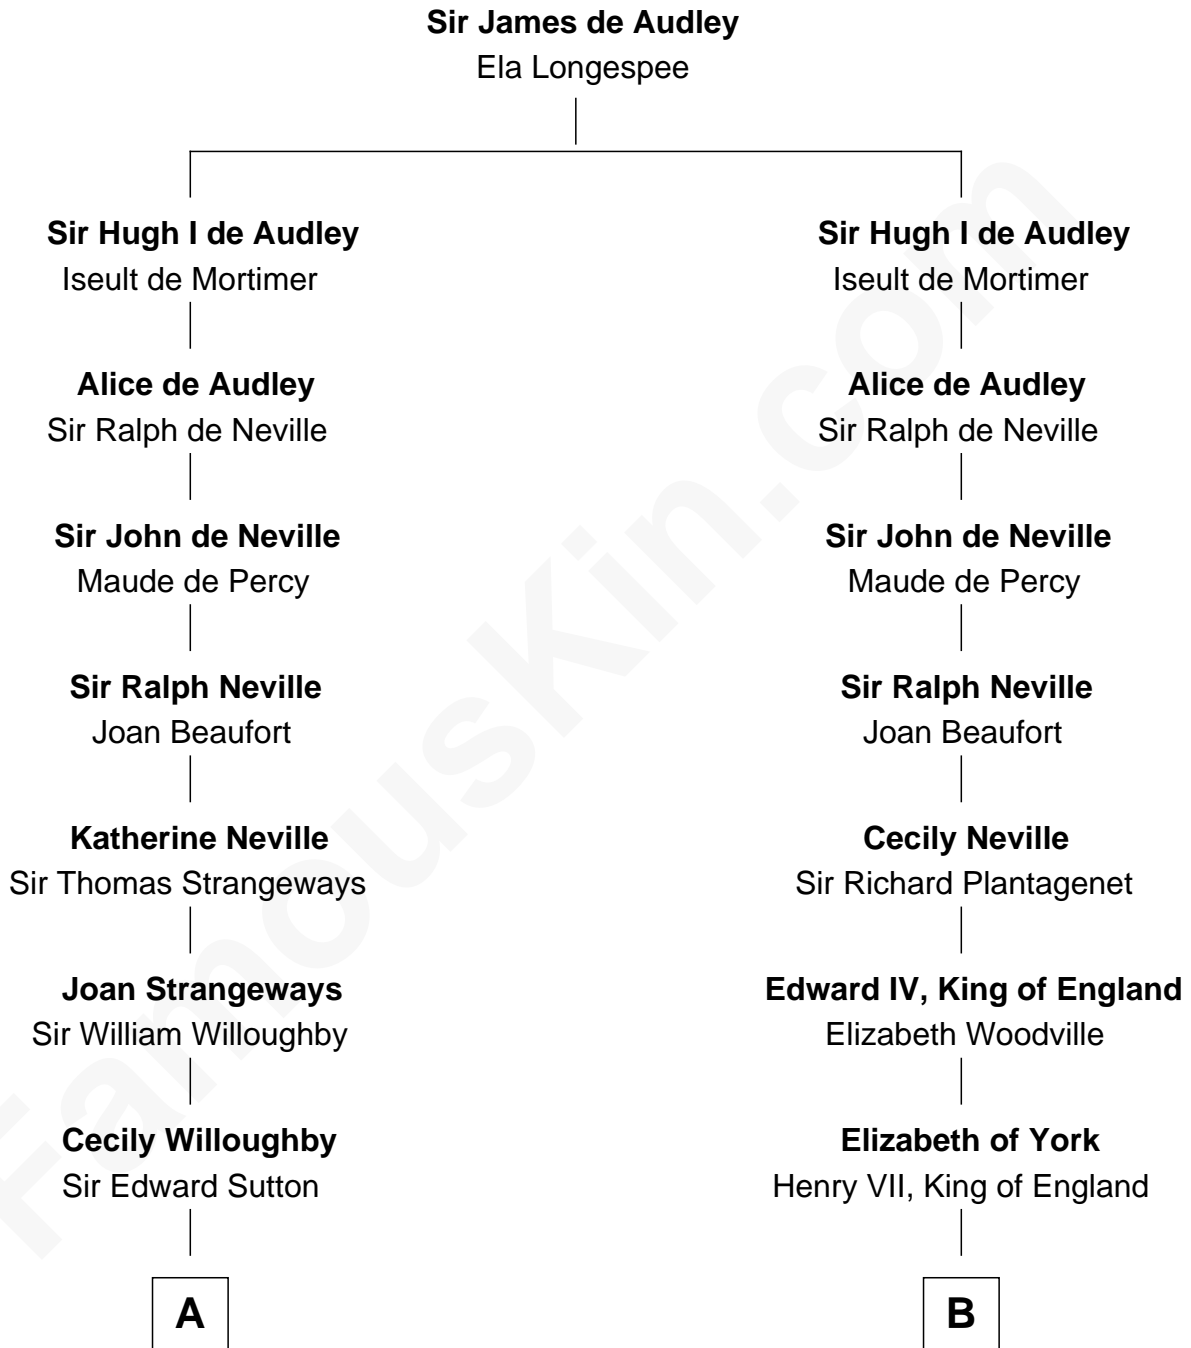 Sir James de Audley
Ela Longespee
Sir Hugh I de Audley
Iseult de Mortimer
Alice de Audley
Sir Ralph de Neville
Sir John de Neville
Maude de Percy
Sir Ralph Neville
Joan Beaufort
Katherine Neville
Sir Thomas Strangeways
Joan Strangeways
Sir William Willoughby
Cecily Willoughby
Sir Edward Sutton
A
Sir Hugh I de Audley
Iseult de Mortimer
Alice de Audley
Sir Ralph de Neville
Sir John de Neville
Maude de Percy
Sir Ralph Neville
Joan Beaufort
Cecily Neville
Sir Richard Plantagenet
Edward IV, King of England
Elizabeth Woodville
Elizabeth of York
Henry VII, King of England
B
FamousKin.com